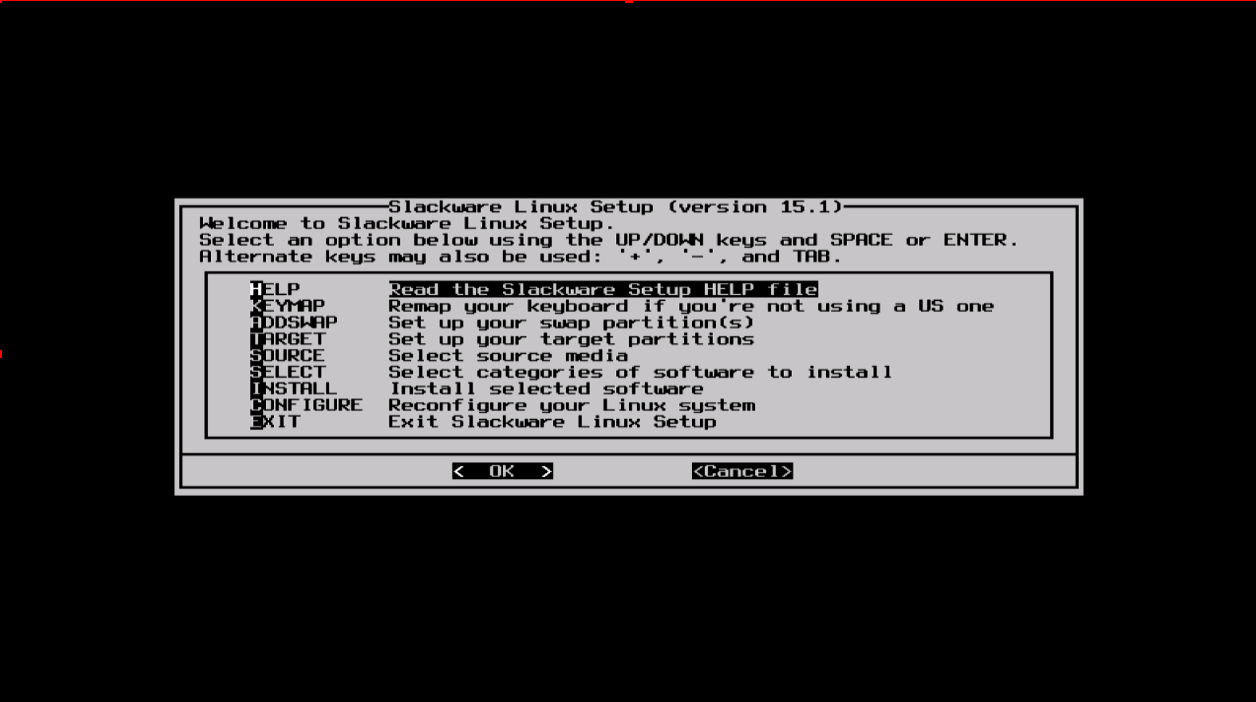 Slackware Linux Setup (version 15.1)
Welcome to Slackware Linux Setup.
Select an option below using the UP/DOWN keys and SPACE or ENTER.
Alternate keys may also be used: '+', '-', and TAB.
HELP Read the Slackware Setup HELP file
KEYMAP Remap your keyboard if you're not using a US one
ADDSWAP Set up your swap partition(s)
TARGET Set up your target partitions
SOURCE Select source media
SELECT Select categories of software to install
INSTALL Install selected software
CONFIGURE Reconfigure your Linux system
EXIT Exit Slackware Linux Setup
< OK > <Cancel>